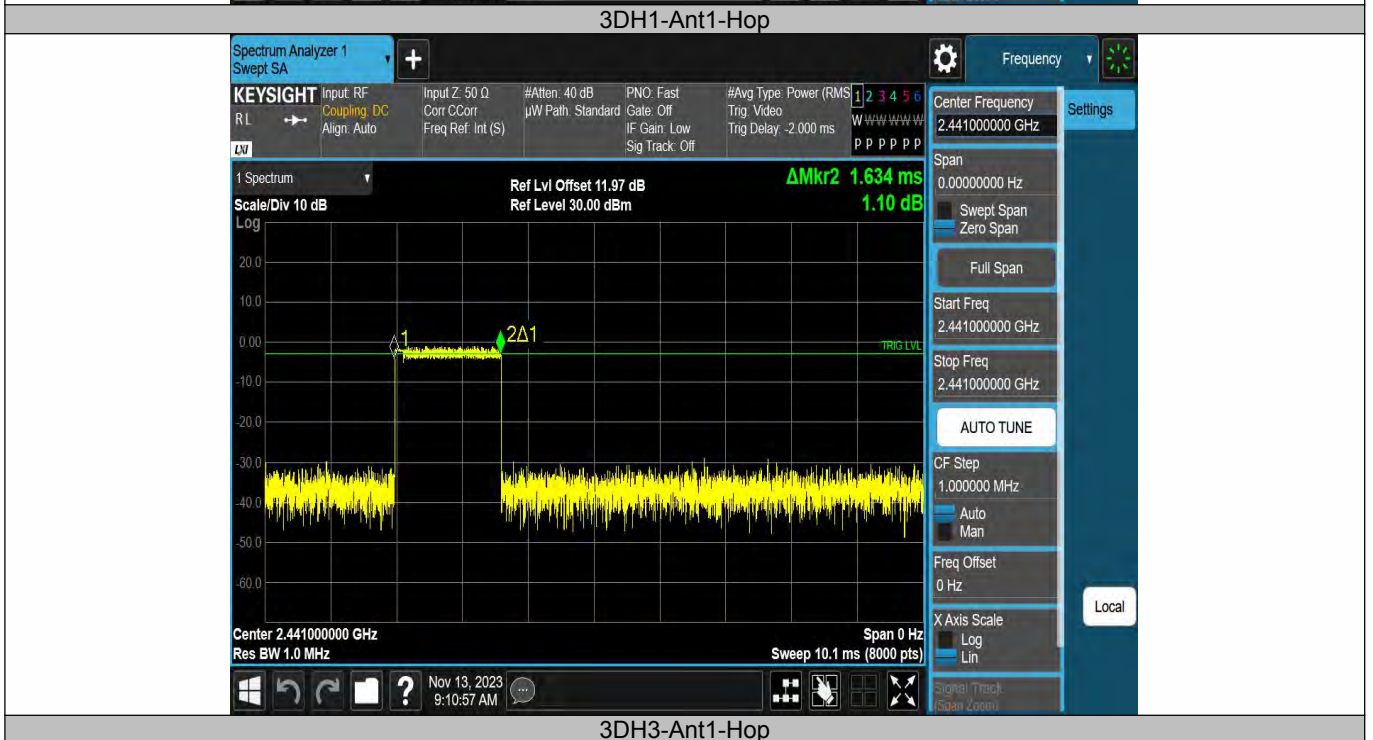 3DH1-Ant1-Hop
Spectrum Analyzer 1
Swept SA
+
Frequency
KEYSIGHT
RL
LXI
Input: RF
Coupling: DC
Align: Auto
Input Z: 50 Ω
Corr CCorr
Freq Ref: Int (S)
#Atten: 40 dB
µW Path: Standard
PNO: Fast
Gate: Off
IF Gain: Low
Sig Track: Off
#Avg Type: Power (RMS
Trig: Video
Trig Delay: -2.000 ms
1 2 3 4 5 6
W W W W W W
P P P P P P
1 Spectrum
Scale/Div 10 dB
Log
Ref Lvl Offset 11.97 dB
Ref Level 30.00 dBm
ΔMkr2 1.634 ms
1.10 dB
20.0
10.0
0.00
-10.0
-20.0
-30.0
-40.0
-50.0
-60.0
1
2Δ1
TRIG LVL
Center 2.441000000 GHz
Res BW 1.0 MHz
Span 0 Hz
Sweep 10.1 ms (8000 pts)
Center Frequency
2.441000000 GHz
Settings
Span
0.00000000 Hz
Swept Span
Zero Span
Full Span
Start Freq
2.441000000 GHz
Stop Freq
2.441000000 GHz
AUTO TUNE
CF Step
1.000000 MHz
Auto
Man
Freq Offset
0 Hz
X Axis Scale
Log
Lin
Signal Track
(Span Zoom)
Local
?
Nov 13, 2023
9:10:57 AM
3DH3-Ant1-Hop